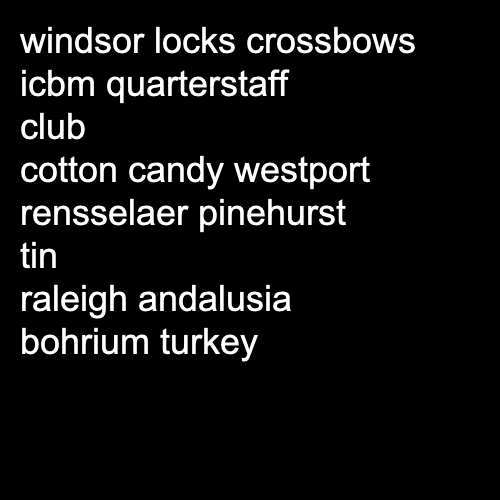 windsor locks crossbows
icbm quarterstaff
club
cotton candy westport
rensselaer pinehurst
tin
raleigh andalusia
bohrium turkey